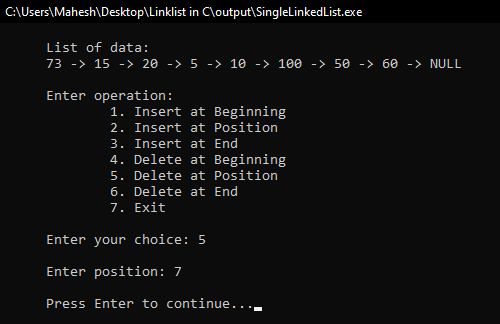 C:\Users\Mahesh\Desktop\Linklist in C\output\SingleLinkedList.exe
List of data:
73 -> 15 -> 20 -> 5 -> 10 -> 100 -> 50 -> 60 -> NULL
Enter operation:
1. Insert at Beginning
2. Insert at Position
3. Insert at End
4. Delete at Beginning
5. Delete at Position
6. Delete at End
7. Exit
Enter your choice: 5
Enter position: 7
Press Enter to continue...